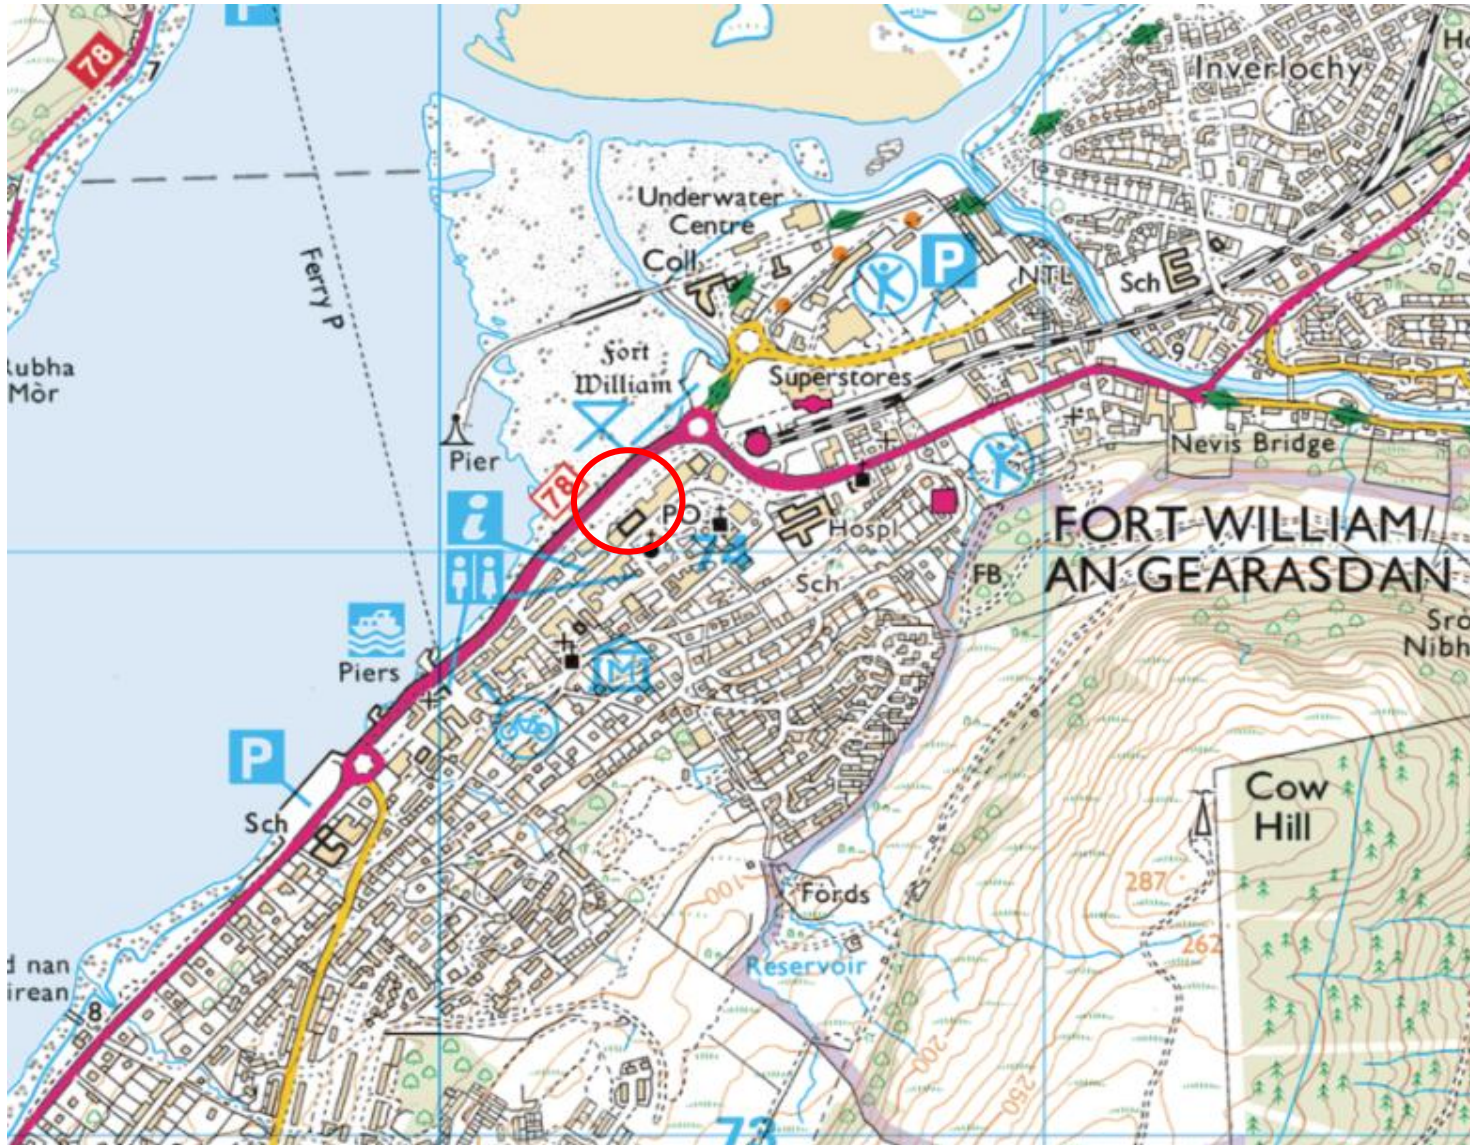 P
78
7
Inverlochy
Underwater
Centre
Coll
P
NTL
Sch
Ferry P
Fort
William
Superstores
9
ubha
Mòr
Pier
Nevis Bridge
78
i
PO
Hospl
74
FORT WILLIAM/
AN GEARASDAN
Sch
FB
Sro
Nibh
Piers
M
P
Sch
Cow
Hill
287
100
Fords
262
Reservoir
d nan
irean
8
200
250
73